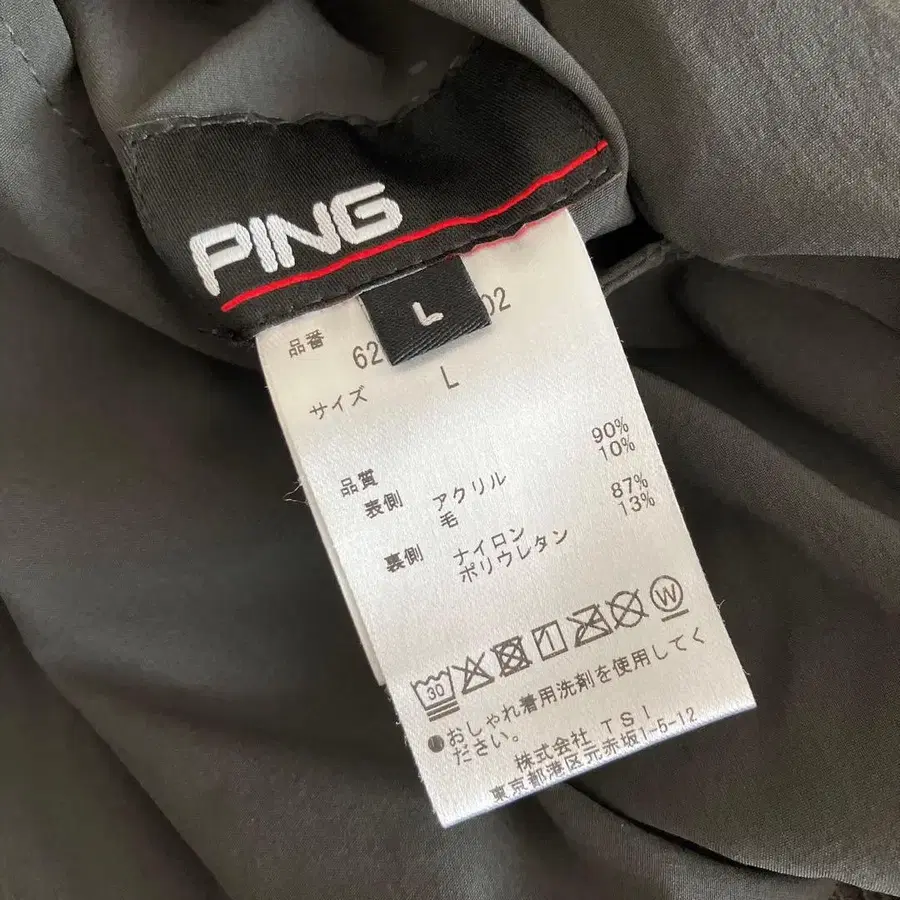 PING
L
品番 62 02
サイズ L
品質
表側 アクリル 90%
毛 10%
裏側 ナイロン 87%
ポリウレタン 13%
30 W
●おしゃれ着用洗剤を使用してく
ださい。
株式会社 TSI
東京都港区元赤坂1-5-12